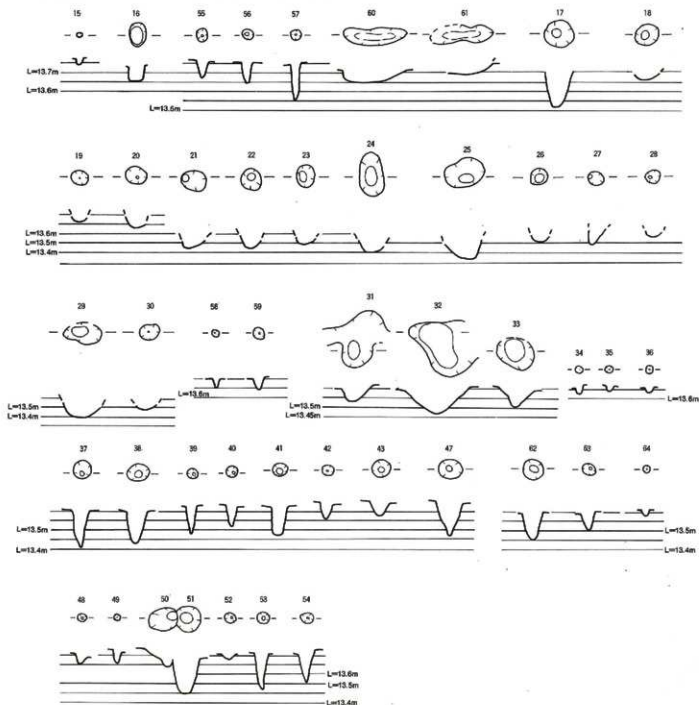 15 16 55 56 57 60 61 17 18
L=13.7m
L=13.6m
L=13.5m
19 20 21 22 23 24 25 26 27 28
L=13.6m
L=13.5m
L=13.4m
29 30 58 59 31 32 33 34 35 36
L=13.6m
L=13.6m
L=13.5m
L=13.5m
L=13.4m
L=13.45m
37 38 39 40 41 42 43 47 62 63 64
L=13.5m
L=13.5m
L=13.4m
L=13.4m
48 49 50 51 52 53 54
L=13.6m
L=13.5m
L=13.4m